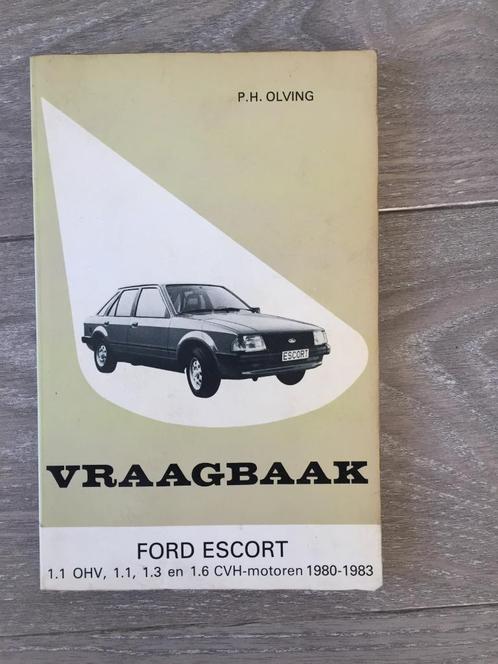 P.H. OLVING
ESCORT
VRAAGBAAK
FORD ESCORT
1.1 OHV, 1.1, 1.3 en 1.6 CVH-motoren 1980-1983